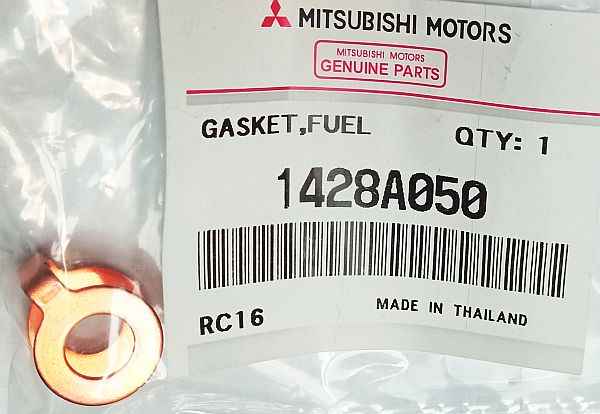 MITSUBISHI MOTORS
MITSUBISHI MOTORS
GENUINE PARTS
GASKET,FUEL QTY: 1
1428A050
RC16 MADE IN THAILAND